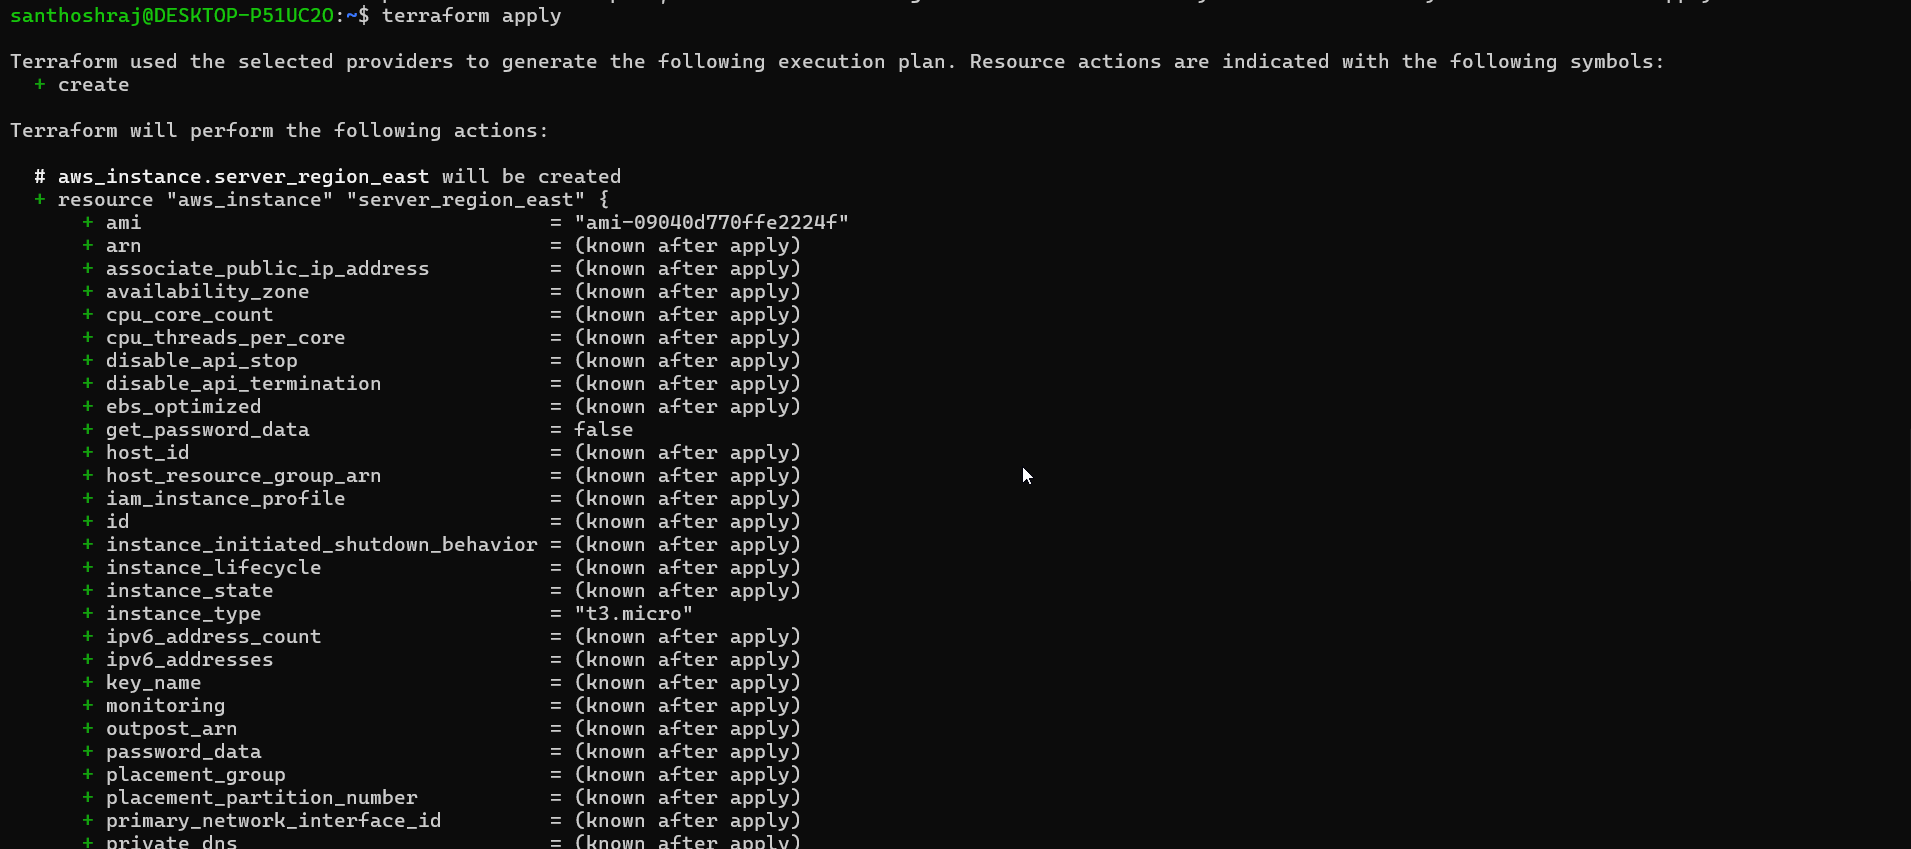 santhoshraj@DESKTOP-P51UC2O:~$ terraform apply
Terraform used the selected providers to generate the following execution plan. Resource actions are indicated with the following symbols:
+ create
Terraform will perform the following actions:
# aws_instance.server_region_east will be created
+ resource "aws_instance" "server_region_east" {
+ ami = "ami-09040d770ffe2224f"
+ arn = (known after apply)
+ associate_public_ip_address = (known after apply)
+ availability_zone = (known after apply)
+ cpu_core_count = (known after apply)
+ cpu_threads_per_core = (known after apply)
+ disable_api_stop = (known after apply)
+ disable_api_termination = (known after apply)
+ ebs_optimized = (known after apply)
+ get_password_data = false
+ host_id = (known after apply)
+ host_resource_group_arn = (known after apply)
+ iam_instance_profile = (known after apply)
+ id = (known after apply)
+ instance_initiated_shutdown_behavior = (known after apply)
+ instance_lifecycle = (known after apply)
+ instance_state = (known after apply)
+ instance_type = "t3.micro"
+ ipv6_address_count = (known after apply)
+ ipv6_addresses = (known after apply)
+ key_name = (known after apply)
+ monitoring = (known after apply)
+ outpost_arn = (known after apply)
+ password_data = (known after apply)
+ placement_group = (known after apply)
+ placement_partition_number = (known after apply)
+ primary_network_interface_id = (known after apply)
+ private_dns = (known after apply)